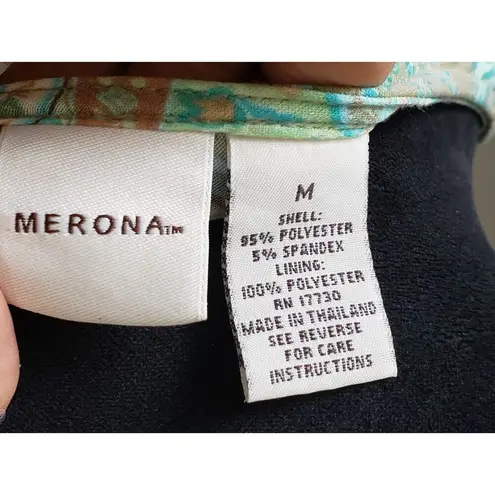 MERONA™
M
SHELL:
95% POLYESTER
5% SPANDEX
LINING:
100% POLYESTER
RN 17730
MADE IN THAILAND
SEE REVERSE
FOR CARE
INSTRUCTIONS